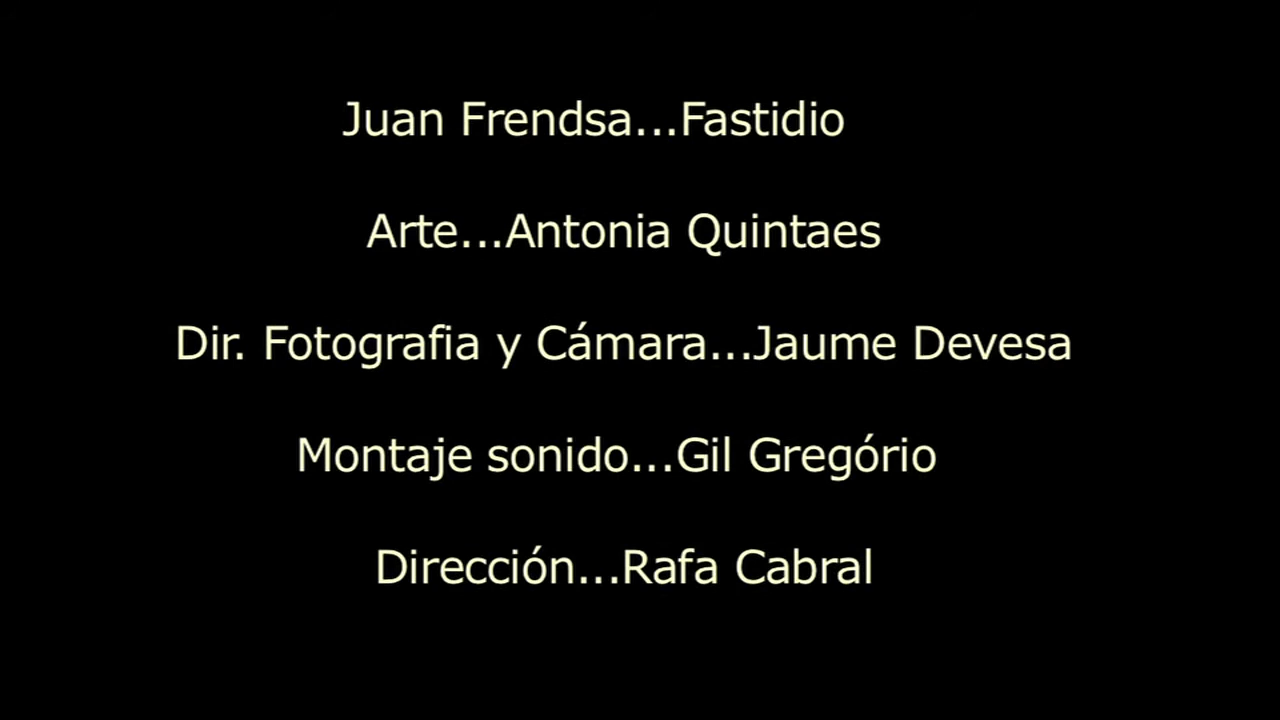 Juan Frendsa...Fastidio
Arte...Antonia Quintaes
Dir. Fotografia y Cámara...Jaume Devesa
Montaje sonido...Gil Gregório
Dirección...Rafa Cabral